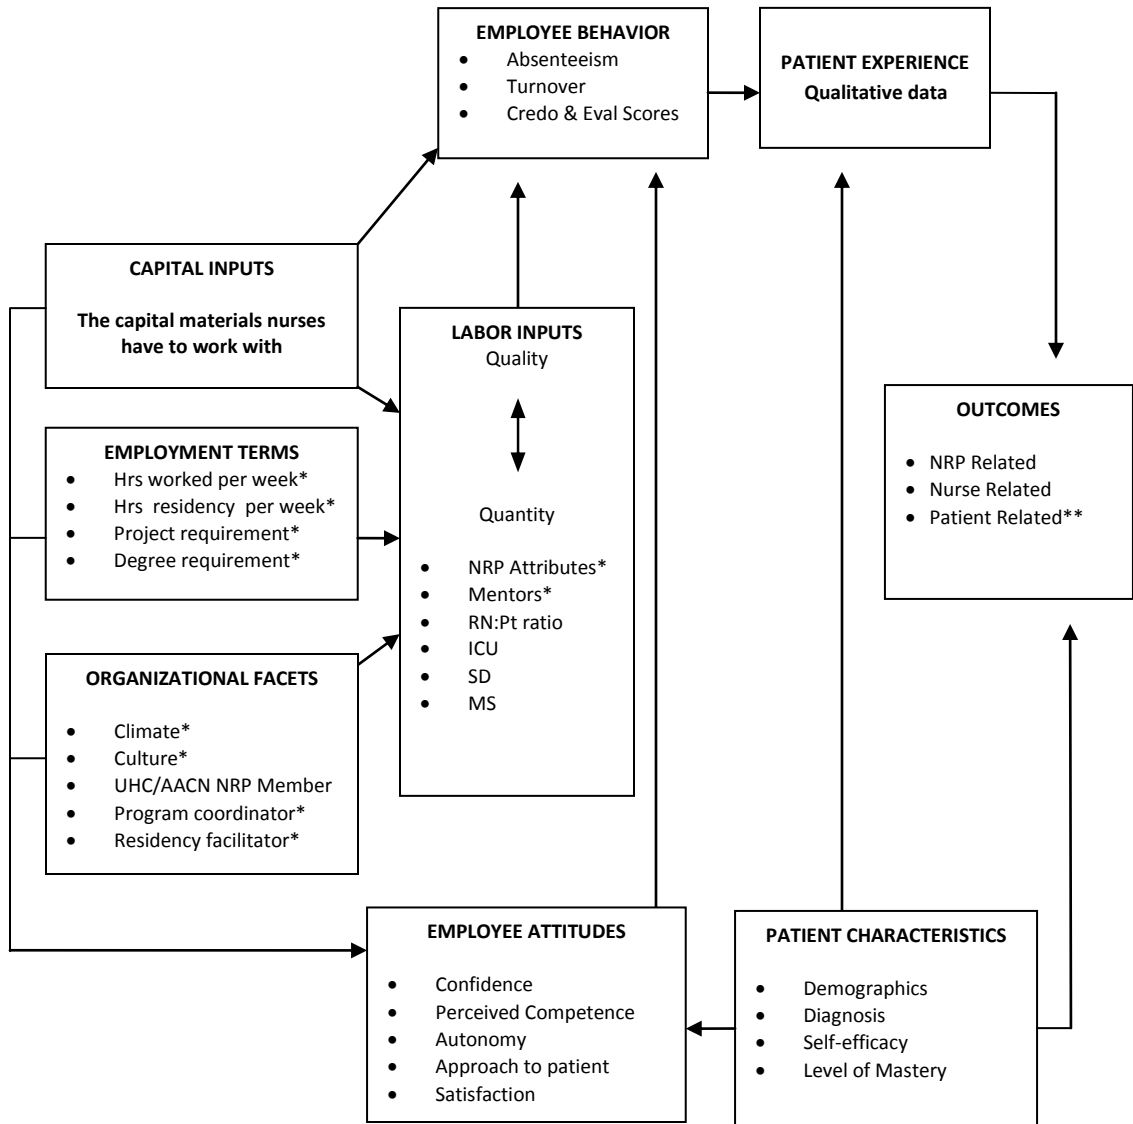 EMPLOYEE BEHAVIOR
• Absenteeism
• Turnover
• Credo & Eval Scores
PATIENT EXPERIENCE
Qualitative data
CAPITAL INPUTS
The capital materials nurses
have to work with
LABOR INPUTS
Quality
Quantity
• NRP Attributes*
• Mentors*
• RN:Pt ratio
• ICU
• SD
• MS
OUTCOMES
• NRP Related
• Nurse Related
• Patient Related**
EMPLOYMENT TERMS
• Hrs worked per week*
• Hrs residency per week*
• Project requirement*
• Degree requirement*
ORGANIZATIONAL FACETS
• Climate*
• Culture*
• UHC/AACN NRP Member
• Program coordinator*
• Residency facilitator*
EMPLOYEE ATTITUDES
• Confidence
• Perceived Competence
• Autonomy
• Approach to patient
• Satisfaction
PATIENT CHARACTERISTICS
• Demographics
• Diagnosis
• Self-efficacy
• Level of Mastery